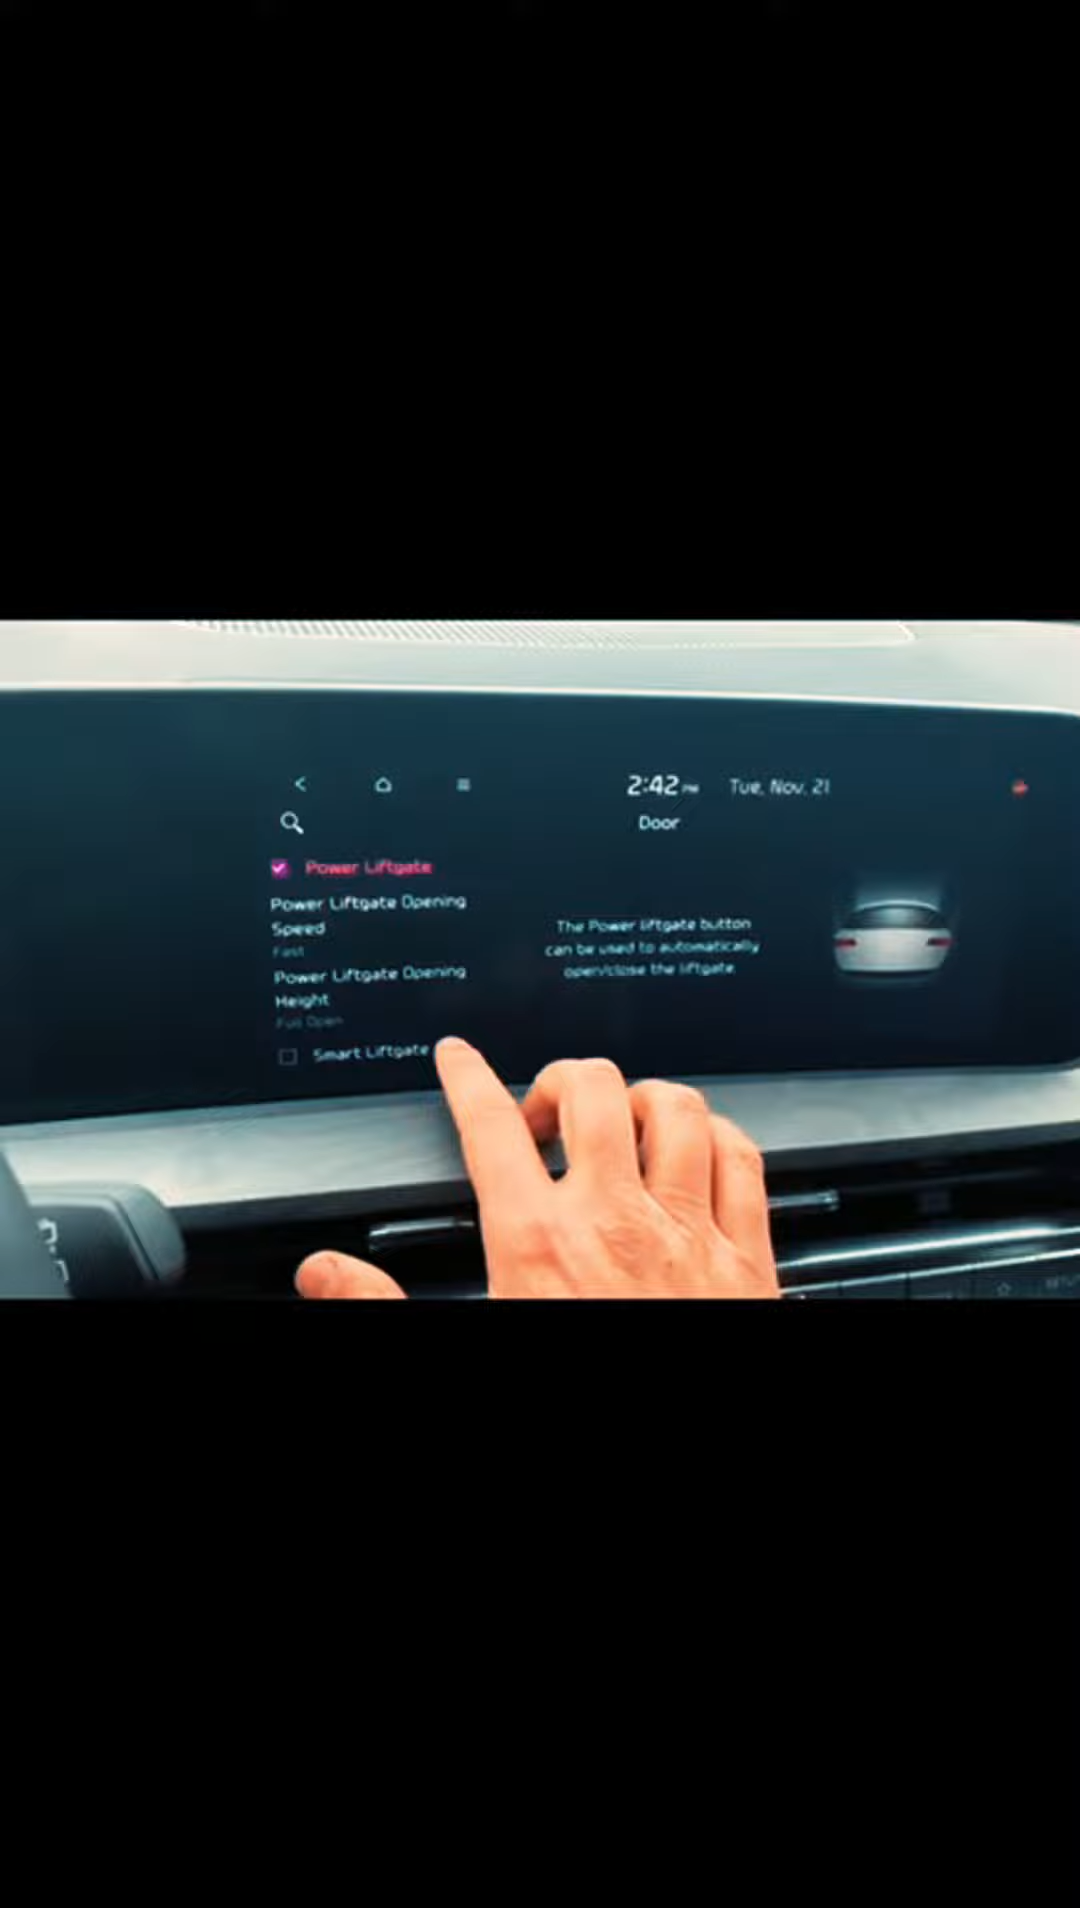 2:42 PM Tue, Nov. 21
Door
Power Liftgate
Power Liftgate Opening
Speed
Fast
Power Liftgate Opening
Height
Full Open
Smart Liftgate
The Power liftgate button
can be used to automatically
open/close the liftgate.